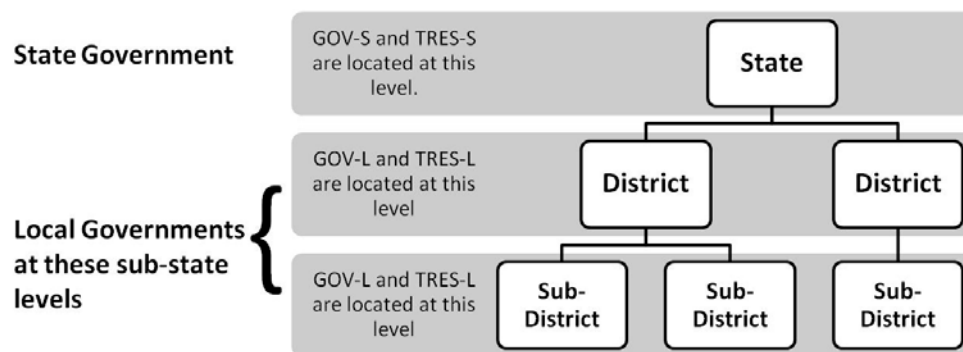 State Government
GOV-S and TRES-S
are located at this
level.
State
GOV-L and TRES-L
are located at this
level
District
District
Local Governments
at these sub-state
levels
{
GOV-L and TRES-L
are located at this
level
Sub-
District
Sub-
District
Sub-
District